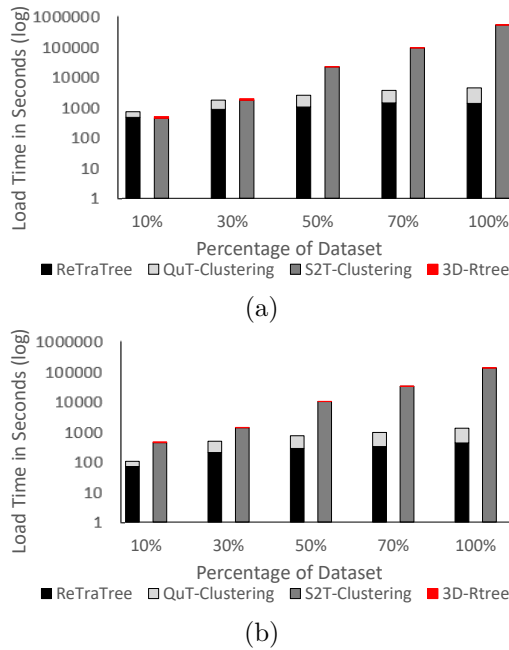 Load Time in Seconds (log)
1000000
100000
10000
1000
100
10
1
10% 30% 50% 70% 100%
Percentage of Dataset
ReTraTree QuT-Clustering S2T-Clustering 3D-Rtree
(a)
Load Time in Seconds (log)
1000000
100000
10000
1000
100
10
1
10% 30% 50% 70% 100%
Percentage of Dataset
ReTraTree QuT-Clustering S2T-Clustering 3D-Rtree
(b)